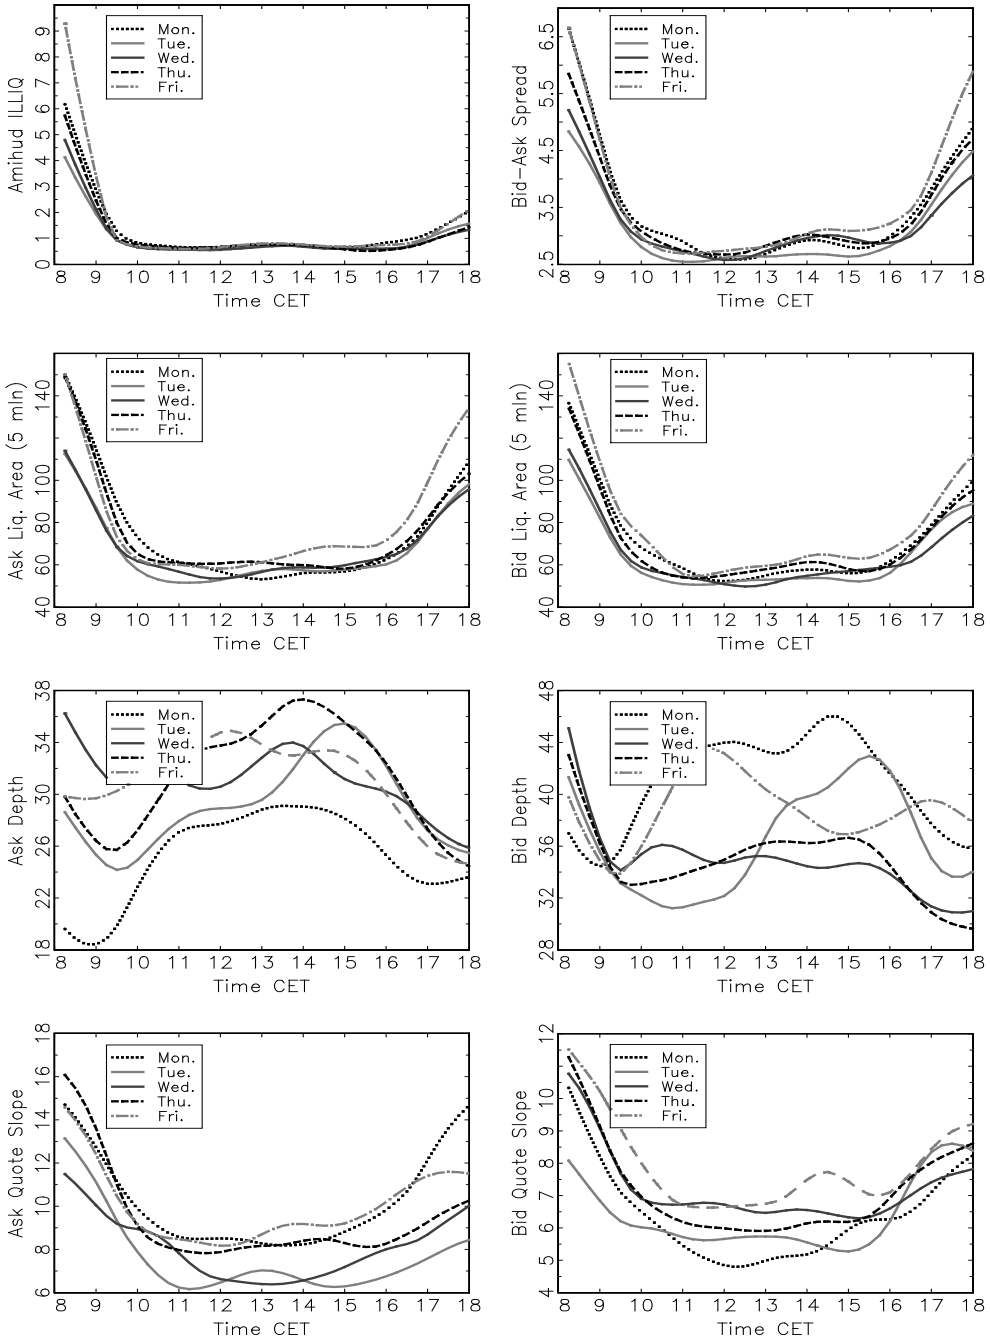 Amihud ILLIQ
0 1 2 3 4 5 6 7 8 9
Mon.
Tue.
Wed.
Thu.
Fri.
8 9 10 11 12 13 14 15 16 17 18
Time CET
Bid-Ask Spread
2.5 3.5 4.5 5.5 6.5
Mon.
Tue.
Wed.
Thu.
Fri.
8 9 10 11 12 13 14 15 16 17 18
Time CET
Ask Liq. Area (5 min)
40 60 80 100 140
Mon.
Tue.
Wed.
Thu.
Fri.
8 9 10 11 12 13 14 15 16 17 18
Time CET
Bid Liq. Area (5 min)
40 60 80 100 140
Mon.
Tue.
Wed.
Thu.
Fri.
8 9 10 11 12 13 14 15 16 17 18
Time CET
Ask Depth
18 22 26 30 34 38
Mon.
Tue.
Wed.
Thu.
Fri.
8 9 10 11 12 13 14 15 16 17 18
Time CET
Bid Depth
28 32 36 40 44 48
Mon.
Tue.
Wed.
Thu.
Fri.
8 9 10 11 12 13 14 15 16 17 18
Time CET
Ask Quote Slope
6 8 10 12 14 16 18
Mon.
Tue.
Wed.
Thu.
Fri.
8 9 10 11 12 13 14 15 16 17 18
Time CET
Bid Quote Slope
4 5 6 7 8 9 10 12
Mon.
Tue.
Wed.
Thu.
Fri.
8 9 10 11 12 13 14 15 16 17 18
Time CET